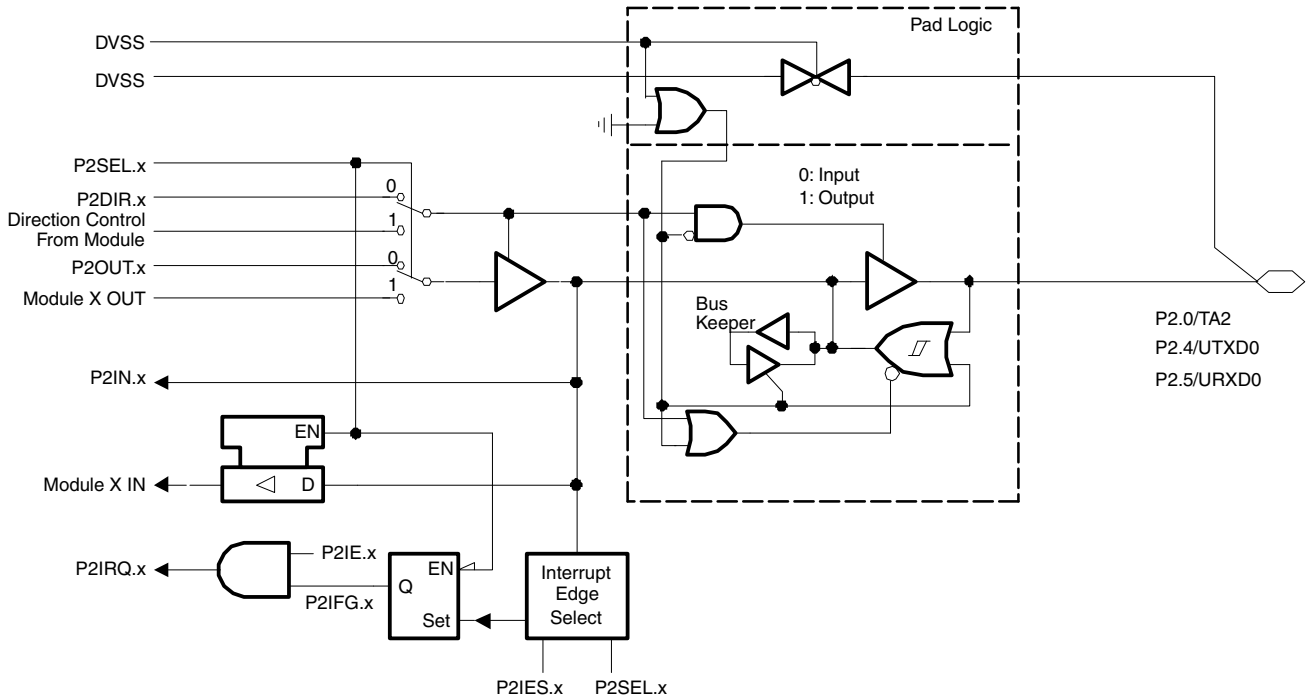 Pad Logic
DVSS
DVSS
P2SEL.x
0: Input
1: Output
0
P2DIR.x
Direction Control
From Module
1
0
P2OUT.x
1
Module X OUT
Bus
Keeper
P2.0/TA2
P2.4/UTXD0
P2.5/URXD0
P2IN.x
EN
Module X IN
D
P2IE.x
P2IRQ.x
EN
Q
P2IFG.x
Set
Interrupt
Edge
Select
P2IES.x
P2SEL.x